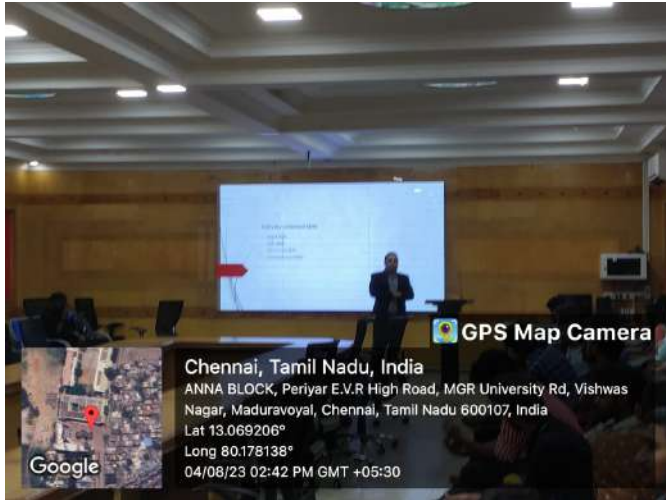 GPS Map Camera
Chennai, Tamil Nadu, India
ANNA BLOCK, Periyar E.V.R High Road, MGR University Rd, Vishwas
Nagar, Maduravoyal, Chennai, Tamil Nadu 600107, India
Lat 13.069206°
Long 80.178138°
04/08/23 02:42 PM GMT +05:30
Google